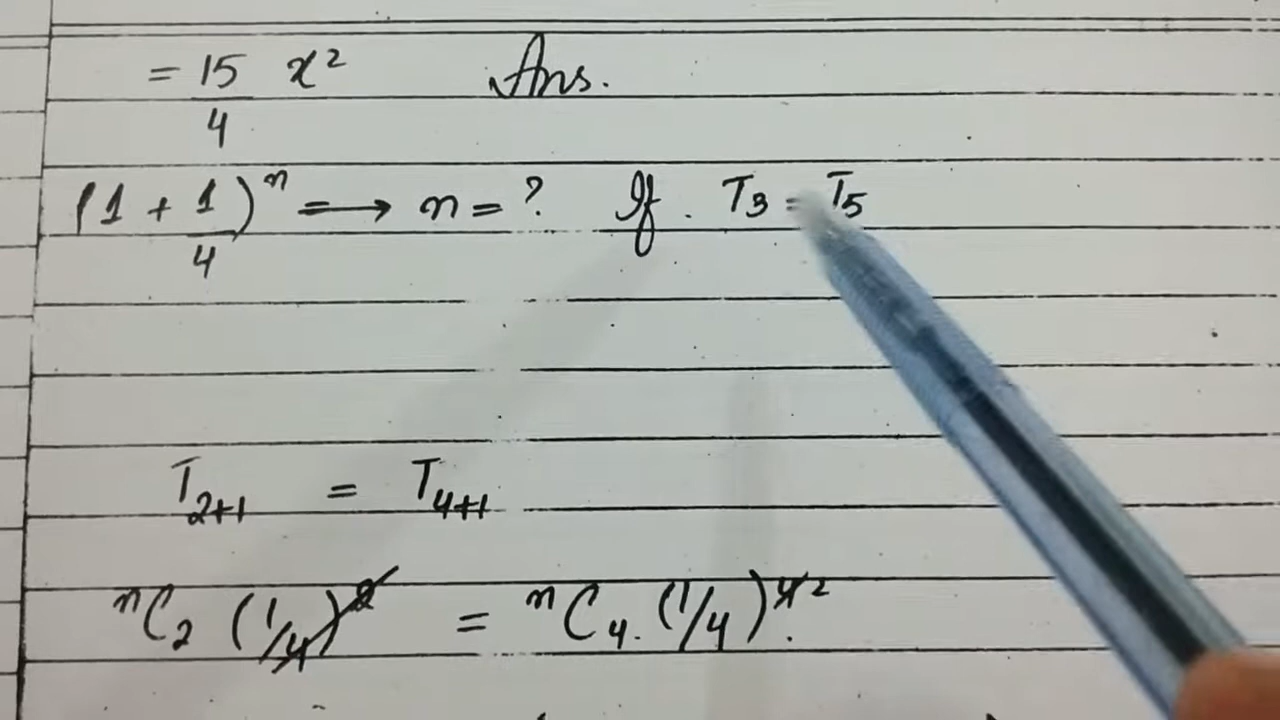 = 15/4 x² Ans.
(1 + 1/4)ⁿ ⟹ n = ? If . T₃ = T₅
T₂₊₁ = T₄₊₁
ⁿC₂ (1/4)² = ⁿC₄ . (1/4)⁴ ² .